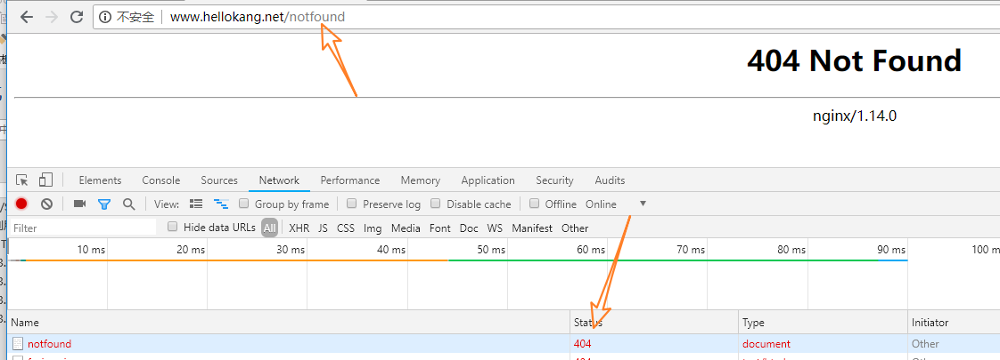 不安全 www.hellokang.net/notfound
404 Not Found
nginx/1.14.0
Elements Console Sources Network Performance Memory Application Security Audits
View: Group by frame Preserve log Disable cache Offline Online
Filter Hide data URLs All XHR JS CSS Img Media Font Doc WS Manifest Other
10 ms 20 ms 30 ms 40 ms 50 ms 60 ms 70 ms 80 ms 90 ms 100 m
Name Status Type Initiator
notfound 404 document Other